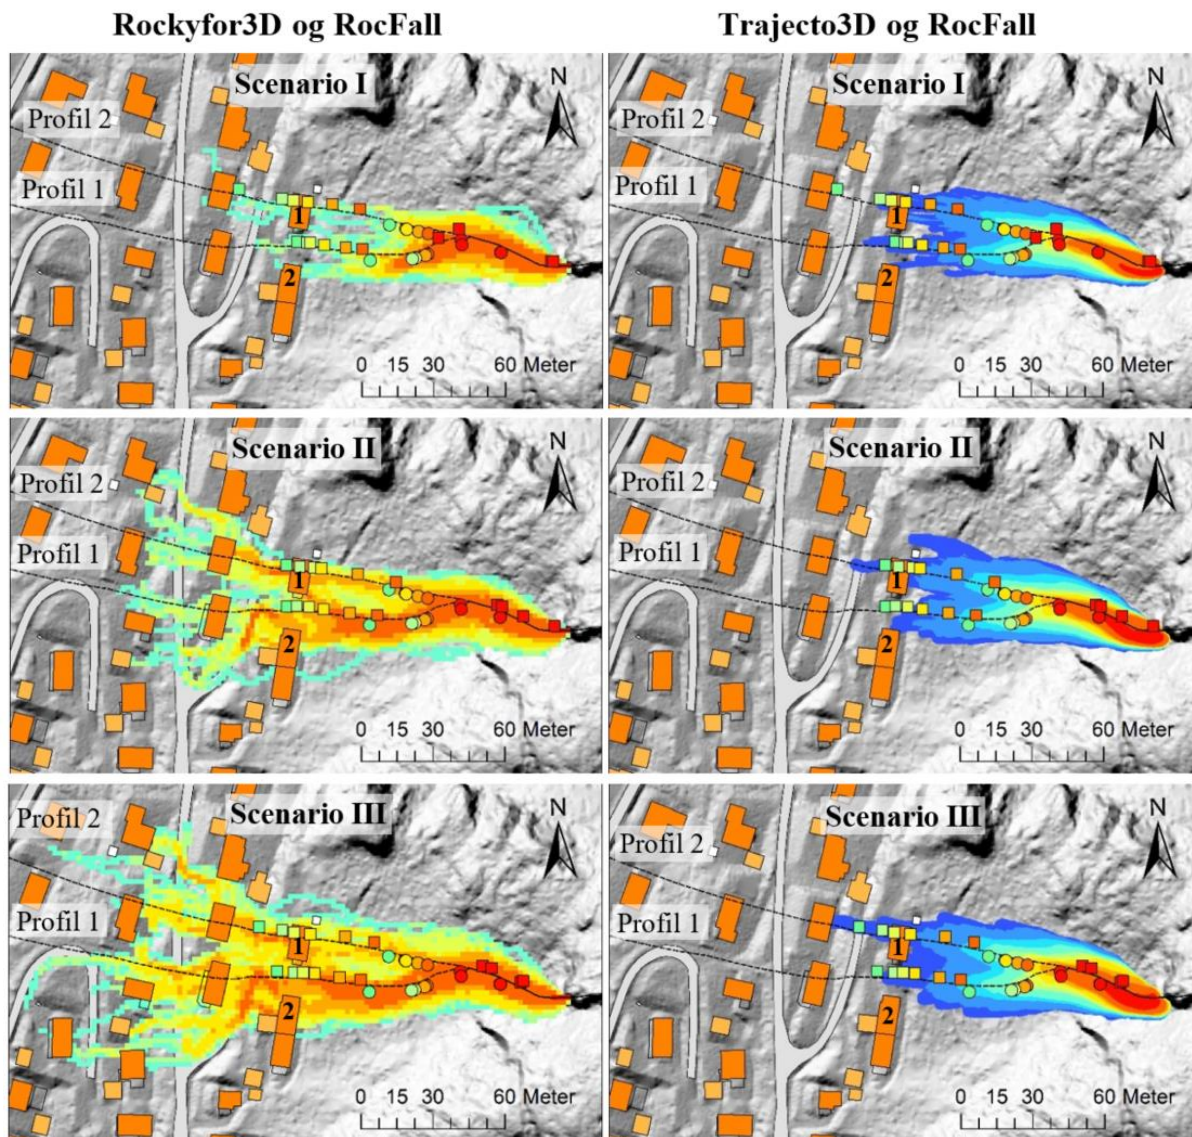 Rockyfor3D og RocFall
Trajecto3D og RocFall
Scenario I
N
Profil 2
Profil 1
1
2
0 15 30 60 Meter
Scenario I
N
Profil 2
Profil 1
1
2
0 15 30 60 Meter
Scenario II
N
Profil 2
Profil 1
1
2
0 15 30 60 Meter
Scenario II
N
Profil 2
Profil 1
1
2
0 15 30 60 Meter
Scenario III
N
Profil 2
Profil 1
1
2
0 15 30 60 Meter
Scenario III
N
Profil 2
Profil 1
1
2
0 15 30 60 Meter